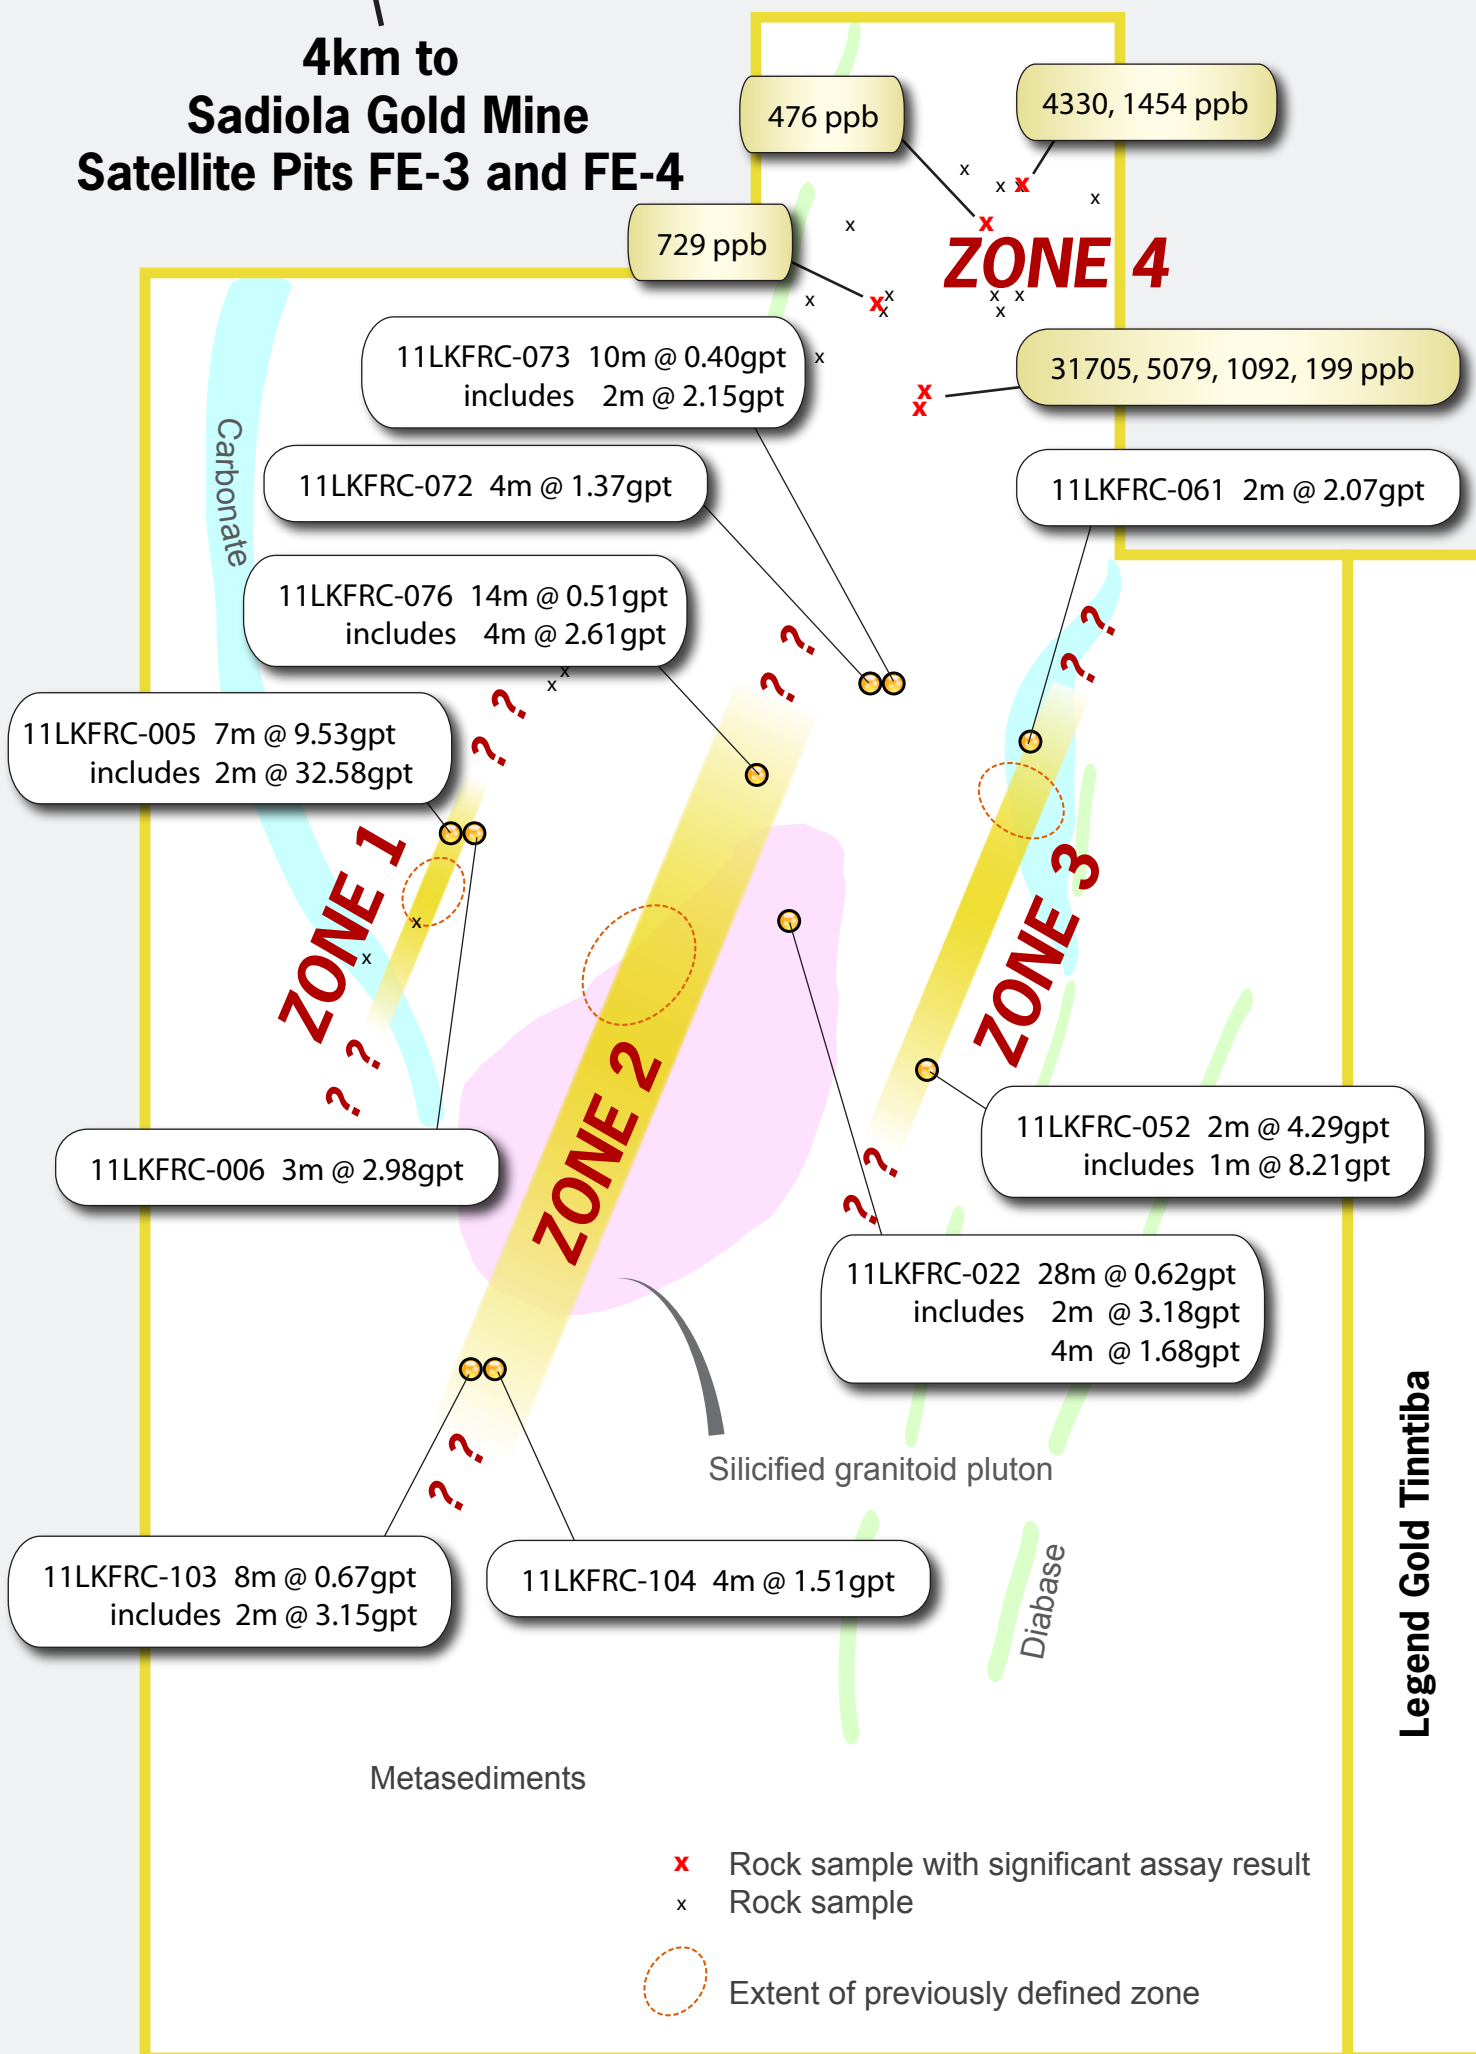 4km to
Sadiola Gold Mine
Satellite Pits FE-3 and FE-4
476 ppb
4330, 1454 ppb
729 ppb
ZONE 4
31705, 5079, 1092, 199 ppb
11LKFRC-073 10m @ 0.40gpt
includes 2m @ 2.15gpt
Carbonate
11LKFRC-072 4m @ 1.37gpt
11LKFRC-061 2m @ 2.07gpt
11LKFRC-076 14m @ 0.51gpt
includes 4m @ 2.61gpt
? ?
? ?
? ?
11LKFRC-005 7m @ 9.53gpt
includes 2m @ 32.58gpt
ZONE 1
ZONE 2
ZONE 3
? ?
11LKFRC-006 3m @ 2.98gpt
11LKFRC-052 2m @ 4.29gpt
includes 1m @ 8.21gpt
? ?
11LKFRC-022 28m @ 0.62gpt
includes 2m @ 3.18gpt
4m @ 1.68gpt
? ?
Silicified granitoid pluton
11LKFRC-103 8m @ 0.67gpt
includes 2m @ 3.15gpt
11LKFRC-104 4m @ 1.51gpt
Diabase
Legend Gold Tinntiba
Metasediments
x Rock sample with significant assay result
x Rock sample
Extent of previously defined zone